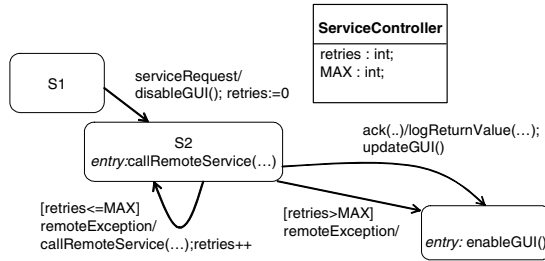 ServiceController
retries : int;
MAX : int;
S1
serviceRequest/
disableGUI(); retries:=0
S2
entry:callRemoteService(…)
ack(..)/logReturnValue(…);
updateGUI()
[retries<=MAX]
remoteException/
callRemoteService(…);retries++
[retries>MAX]
remoteException/
entry: enableGUI()